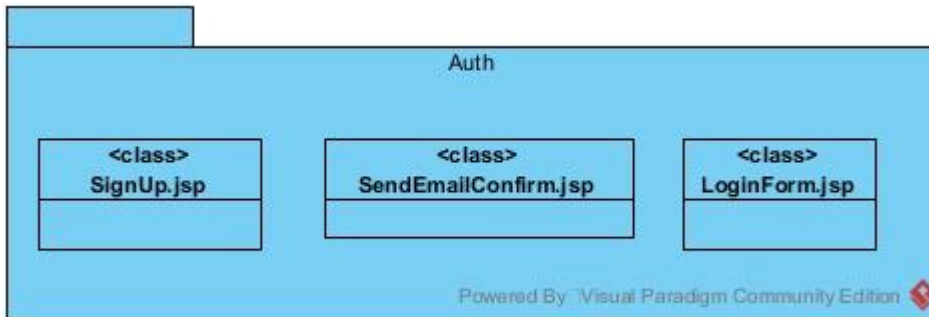 Auth
<class>
SignUp.jsp
<class>
SendEmailConfirm.jsp
<class>
LoginForm.jsp
Powered By Visual Paradigm Community Edition